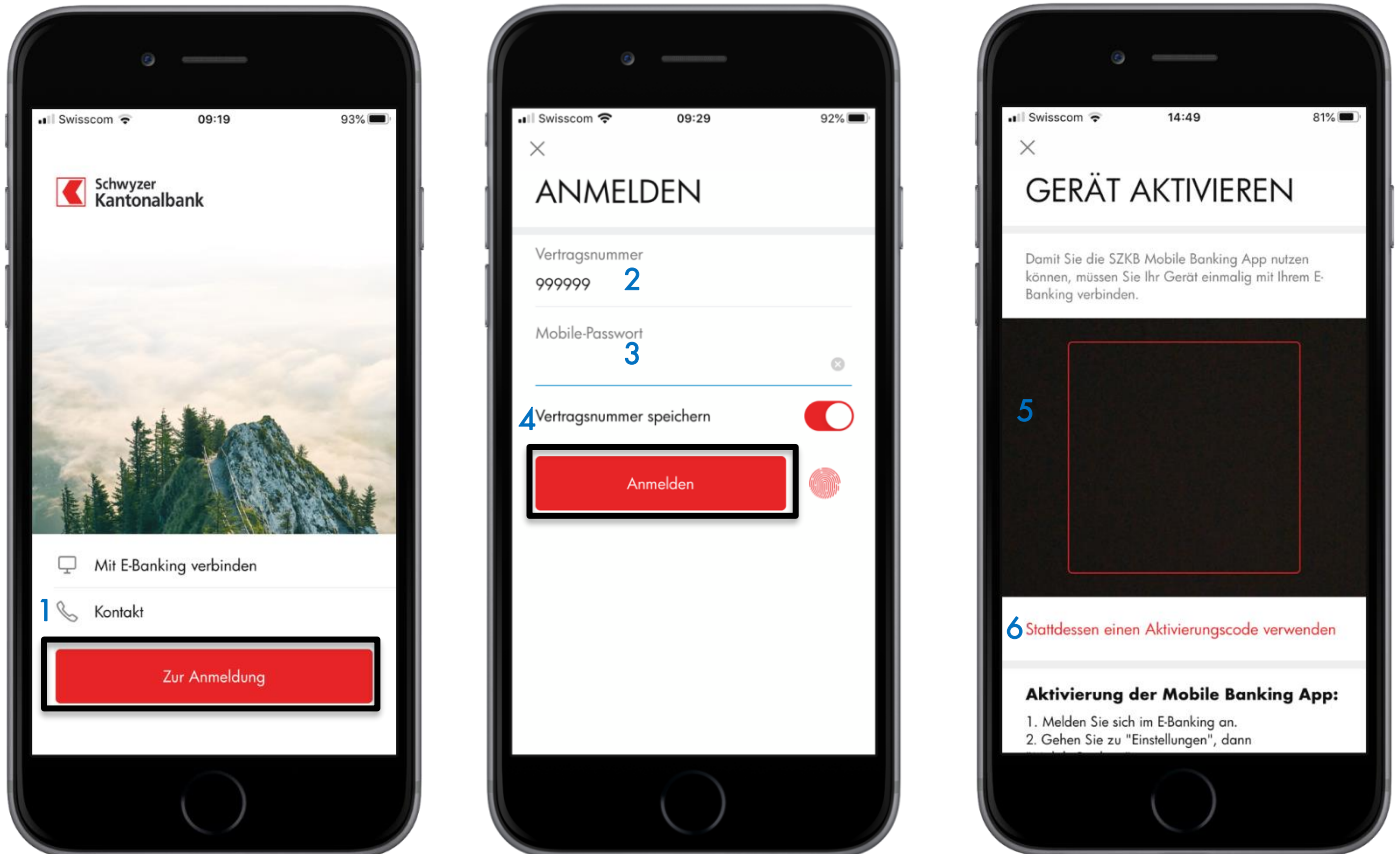 Swisscom 09:19 93%
Schwyzer
Kantonalbank
Mit E-Banking verbinden
1 Kontakt
Zur Anmeldung
Swisscom 09:29 92%
ANMELDEN
Vertragsnummer
999999 2
Mobile-Passwort
3
4 Vertragsnummer speichern
Anmelden
Swisscom 14:49 81%
GERÄT AKTIVIEREN
Damit Sie die SZKB Mobile Banking App nutzen
können, müssen Sie Ihr Gerät einmalig mit Ihrem E-
Banking verbinden.
5
6 Stattdessen einen Aktivierungscode verwenden
Aktivierung der Mobile Banking App:
1. Melden Sie sich im E-Banking an.
2. Gehen Sie zu "Einstellungen", dann